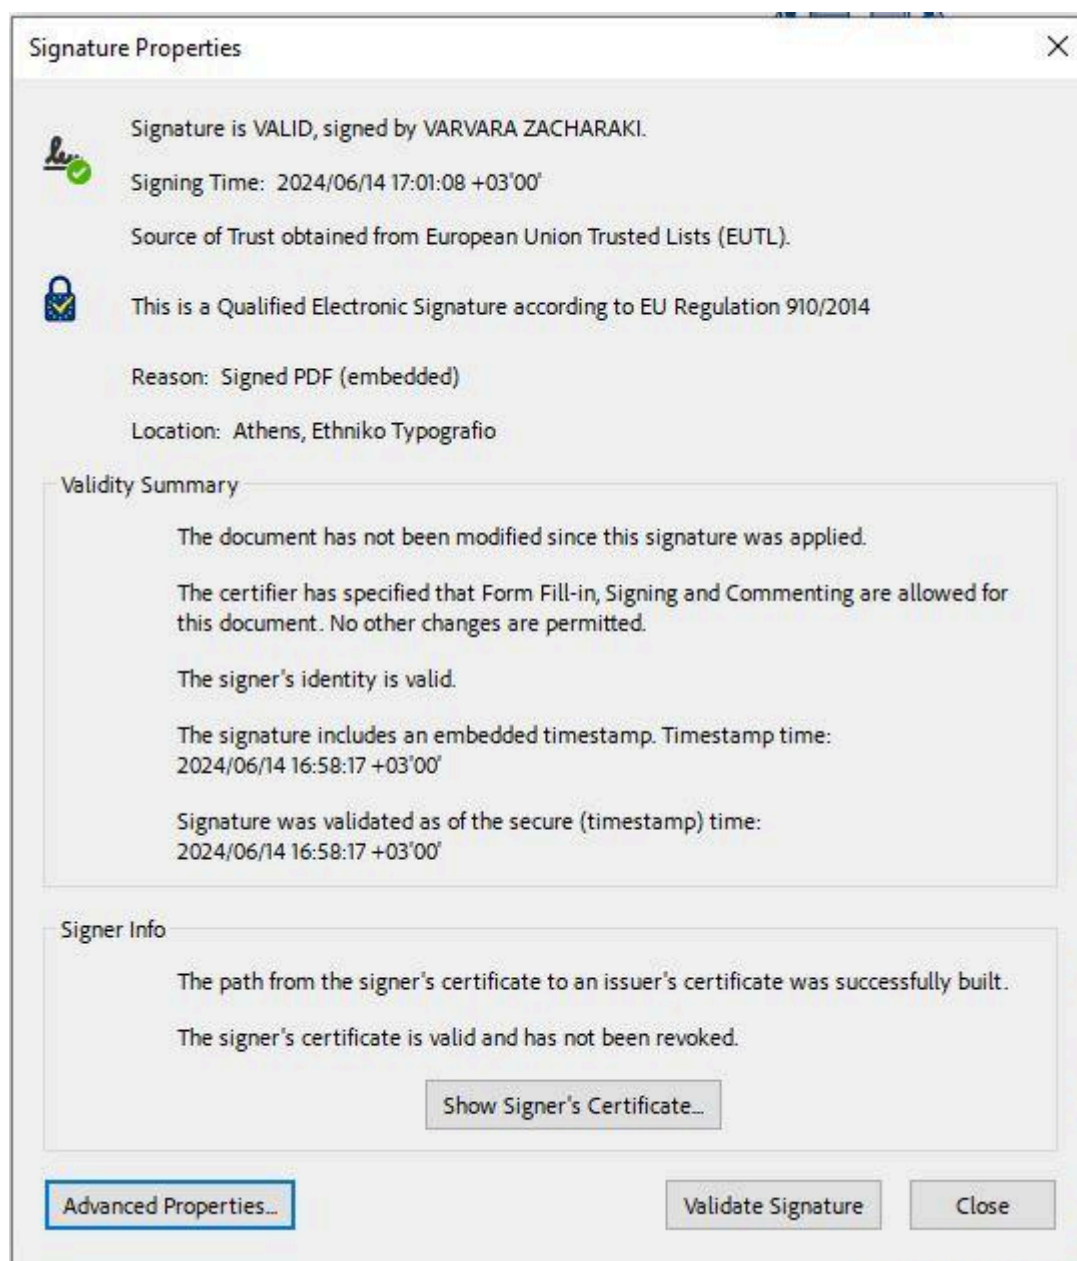 Signature Properties
Signature is VALID, signed by VARVARA ZACHARAKI.
Signing Time: 2024/06/14 17:01:08 +03'00'
Source of Trust obtained from European Union Trusted Lists (EUTL).
This is a Qualified Electronic Signature according to EU Regulation 910/2014
Reason: Signed PDF (embedded)
Location: Athens, Ethniko Typografio
Validity Summary
The document has not been modified since this signature was applied.
The certifier has specified that Form Fill-in, Signing and Commenting are allowed for
this document. No other changes are permitted.
The signer's identity is valid.
The signature includes an embedded timestamp. Timestamp time:
2024/06/14 16:58:17 +03'00'
Signature was validated as of the secure (timestamp) time:
2024/06/14 16:58:17 +03'00'
Signer Info
The path from the signer's certificate to an issuer's certificate was successfully built.
The signer's certificate is valid and has not been revoked.
Show Signer's Certificate...
Advanced Properties...
Validate Signature
Close